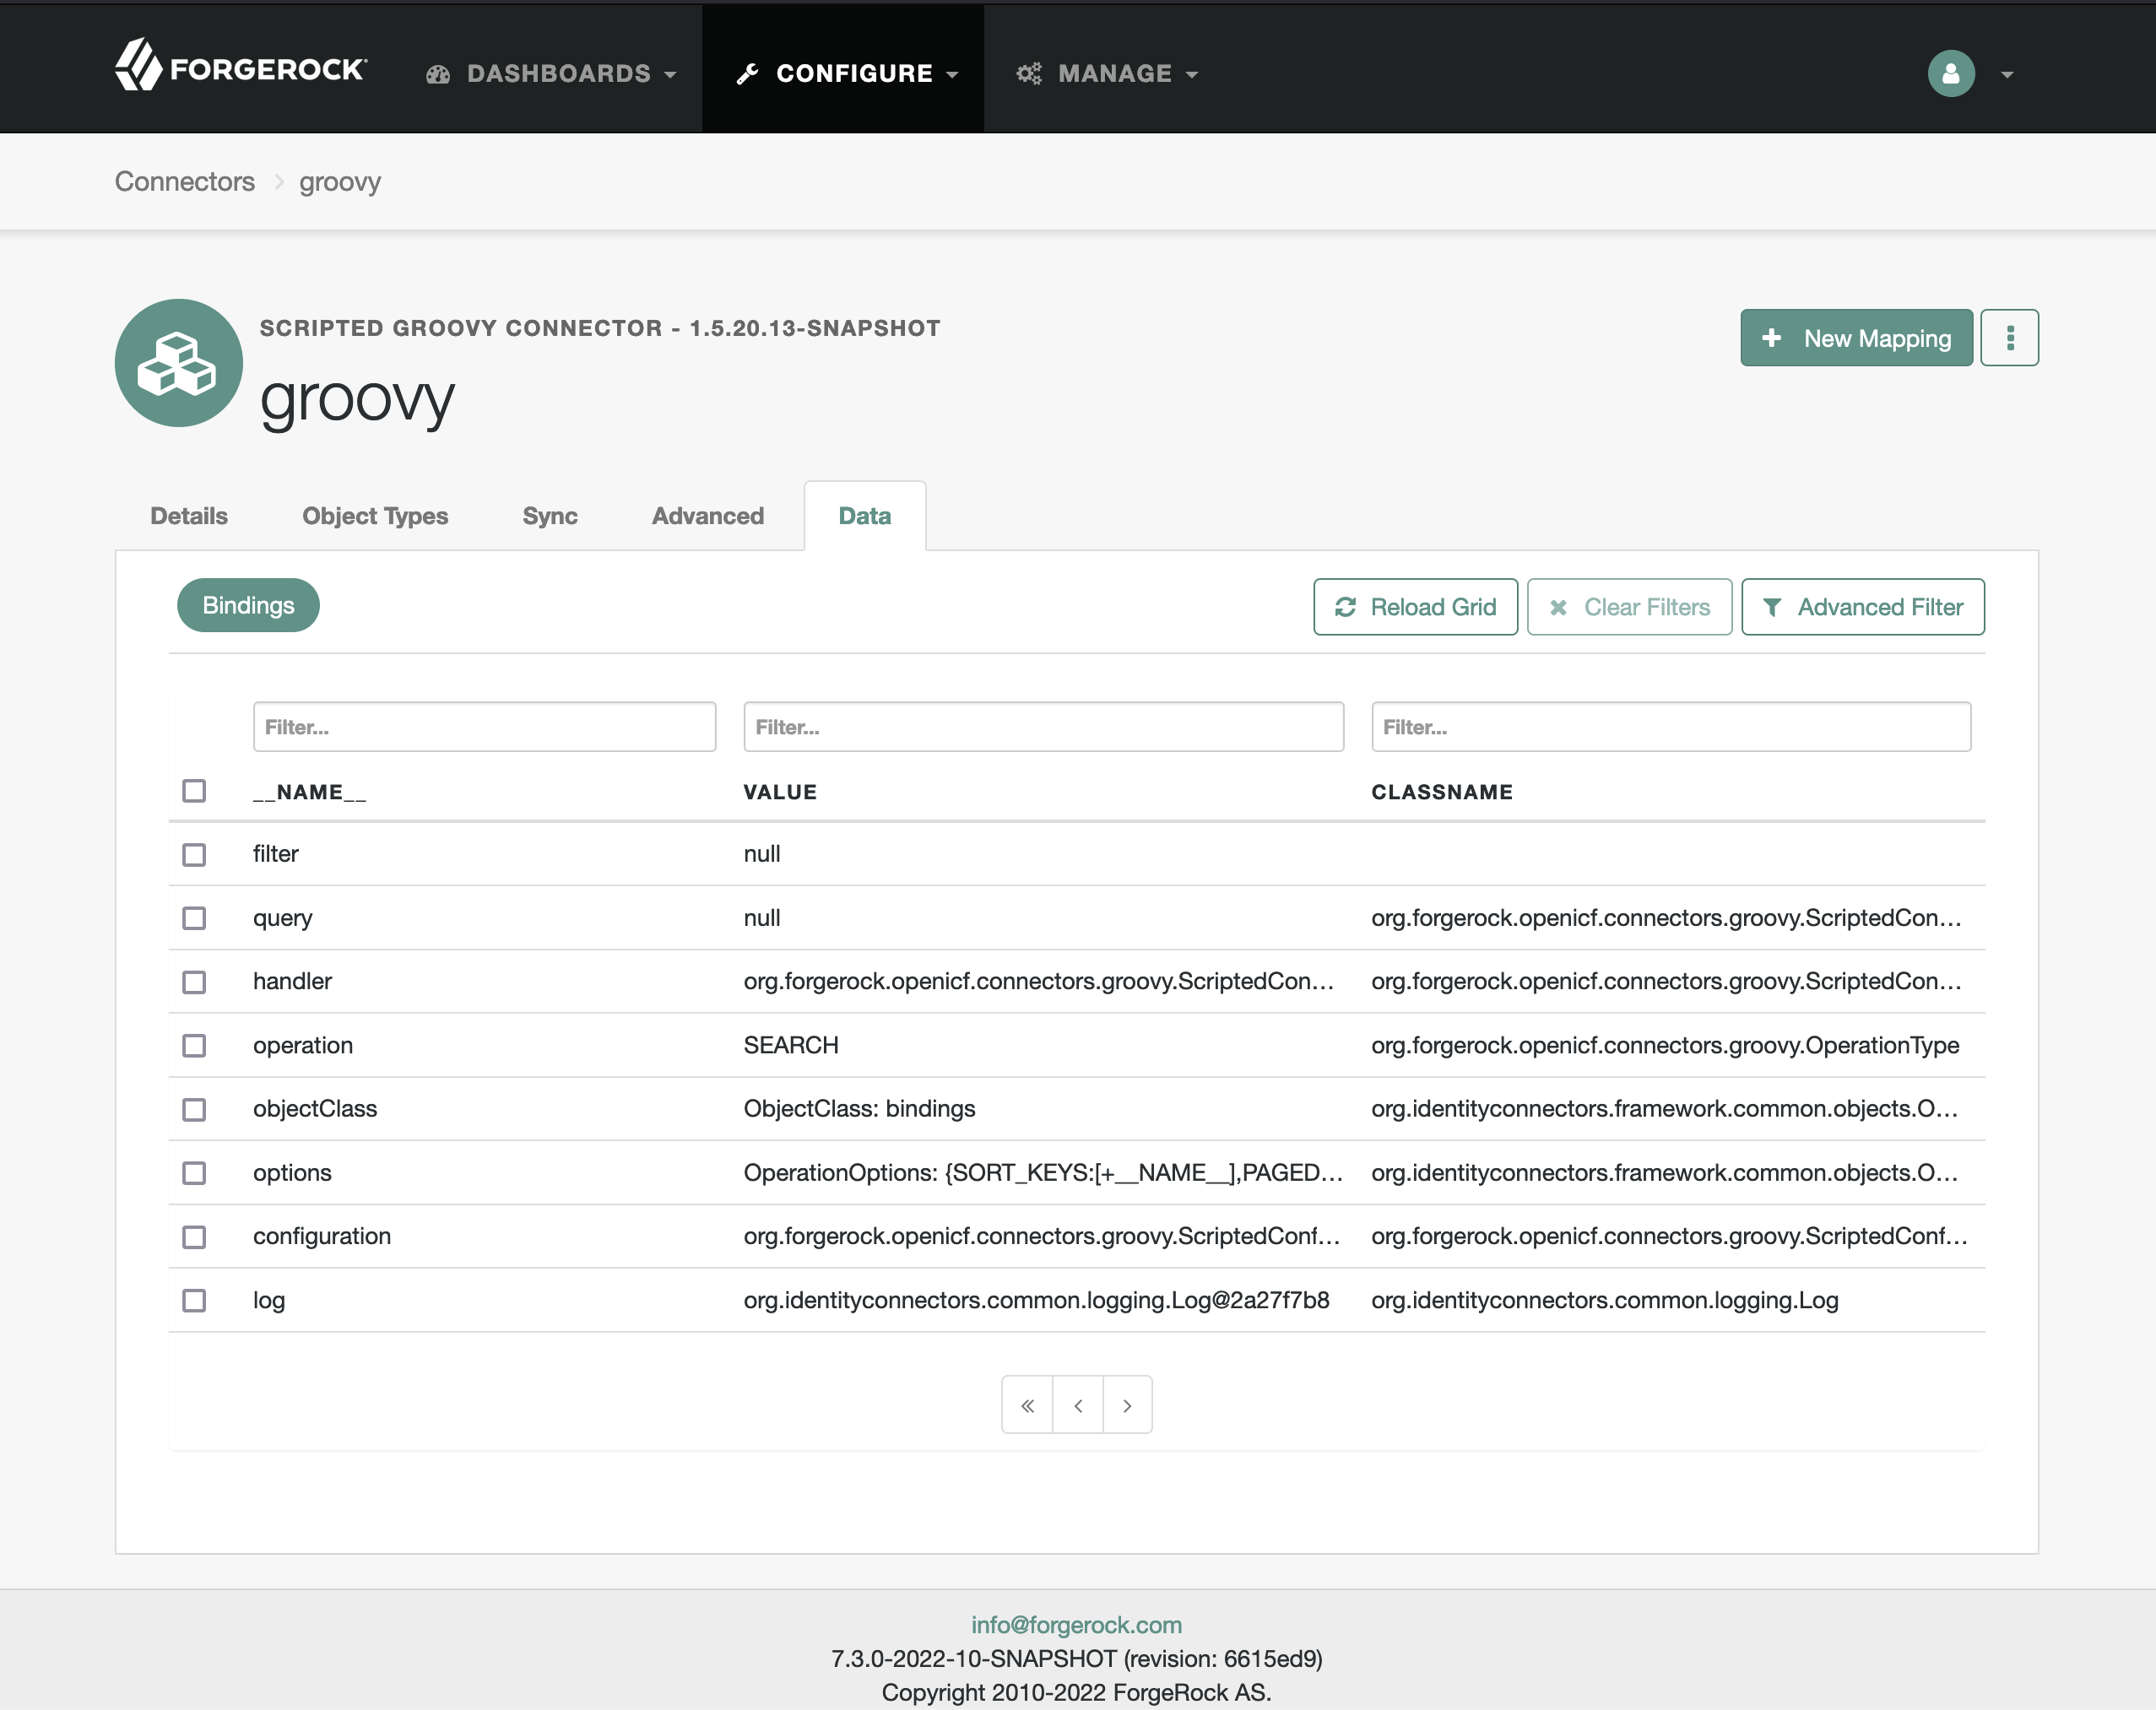 FORGEROCK
DASHBOARDS
CONFIGURE
MANAGE
Connectors > groovy
SCRIPTED GROOVY CONNECTOR - 1.5.20.13-SNAPSHOT
groovy
New Mapping
Details Object Types Sync Advanced Data
Bindings
Reload Grid
Clear Filters
Advanced Filter
Filter... Filter... Filter...
__NAME__ VALUE CLASSNAME
filter null
query null org.forgerock.openicf.connectors.groovy.ScriptedCon...
handler org.forgerock.openicf.connectors.groovy.ScriptedCon... org.forgerock.openicf.connectors.groovy.ScriptedCon...
operation SEARCH org.forgerock.openicf.connectors.groovy.OperationType
objectClass ObjectClass: bindings org.identityconnectors.framework.common.objects.O...
options OperationOptions: {SORT_KEYS:[+__NAME__],PAGED... org.identityconnectors.framework.common.objects.O...
configuration org.forgerock.openicf.connectors.groovy.ScriptedConf... org.forgerock.openicf.connectors.groovy.ScriptedConf...
log org.identityconnectors.common.logging.Log@2a27f7b8 org.identityconnectors.common.logging.Log
info@forgerock.com
7.3.0-2022-10-SNAPSHOT (revision: 6615ed9)
Copyright 2010-2022 ForgeRock AS.